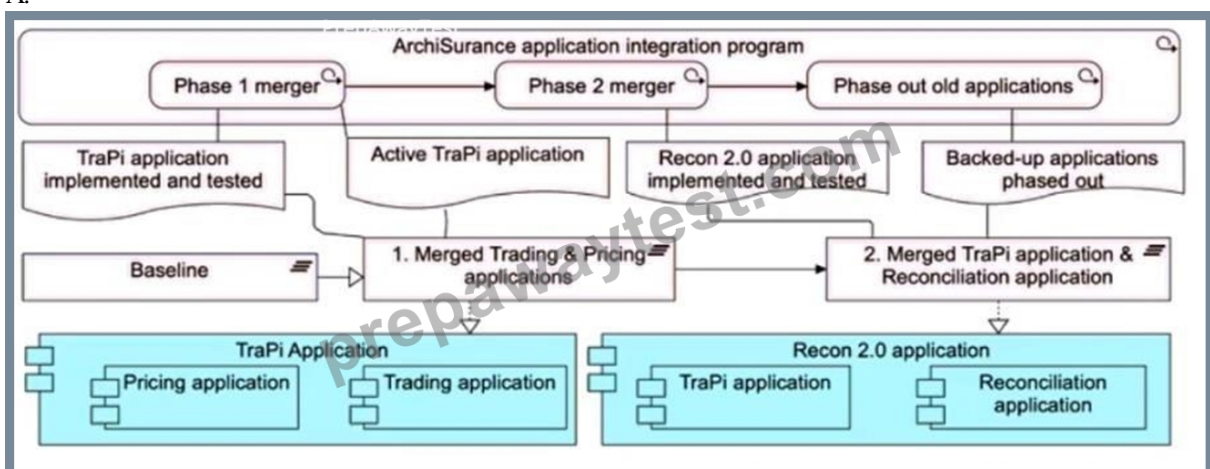 A.
PrepAwayTest
ArchiSurance application integration program
Phase 1 merger
Phase 2 merger
Phase out old applications
TraPi application
implemented and tested
Active TraPi application
Recon 2.0 application
implemented and tested
Backed-up applications
phased out
Baseline
1. Merged Trading & Pricing
applications
2. Merged TraPi application &
Reconciliation application
prepawaytest.com
TraPi Application
Pricing application
Trading application
Recon 2.0 application
TraPi application
Reconciliation
application